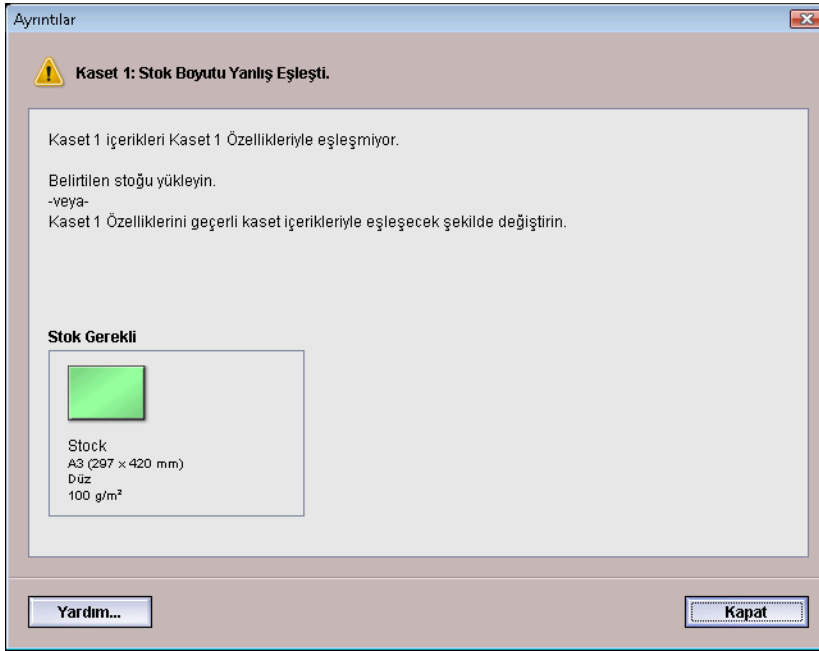 Ayrıntılar
Kaset 1: Stok Boyutu Yanlış Eşleşti.
Kaset 1 içerikleri Kaset 1 Özellikleriyle eşleşmiyor.
Belirtilen stoğu yükleyin.
-veya-
Kaset 1 Özelliklerini geçerli kaset içerikleriyle eşleşecek şekilde değiştirin.
Stok Gerekli
Stock
A3 (297 x 420 mm)
Düz
100 g/m²
Yardım...
Kapat